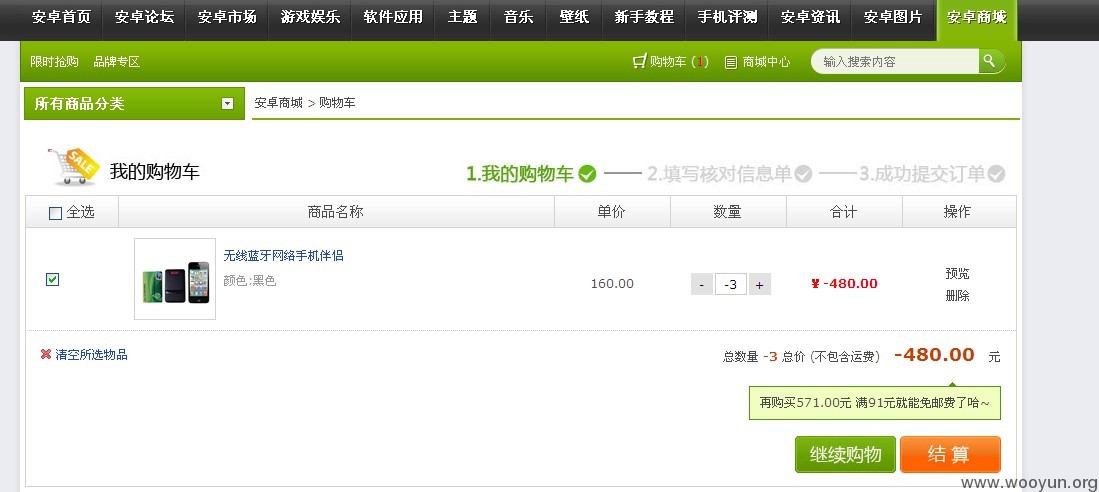 安卓首页 安卓论坛 安卓市场 游戏娱乐 软件应用 主题 音乐 壁纸 新手教程 手机评测 安卓资讯 安卓图片 安卓商城
限时抢购 品牌专区 购物车 (1) 商城中心 输入搜索内容
所有商品分类 安卓商城 > 购物车
SALE 我的购物车 1.我的购物车 2.填写核对信息单 3.成功提交订单
全选 商品名称 单价 数量 合计 操作
无线蓝牙网络手机伴侣
颜色:黑色
160.00 - -3 + ¥ -480.00
预览
删除
清空所选物品 总数量 -3 总价 (不包含运费) -480.00 元
再购买571.00元 满91元就能免邮费了哈~
继续购物 结 算
www.wooyun.org